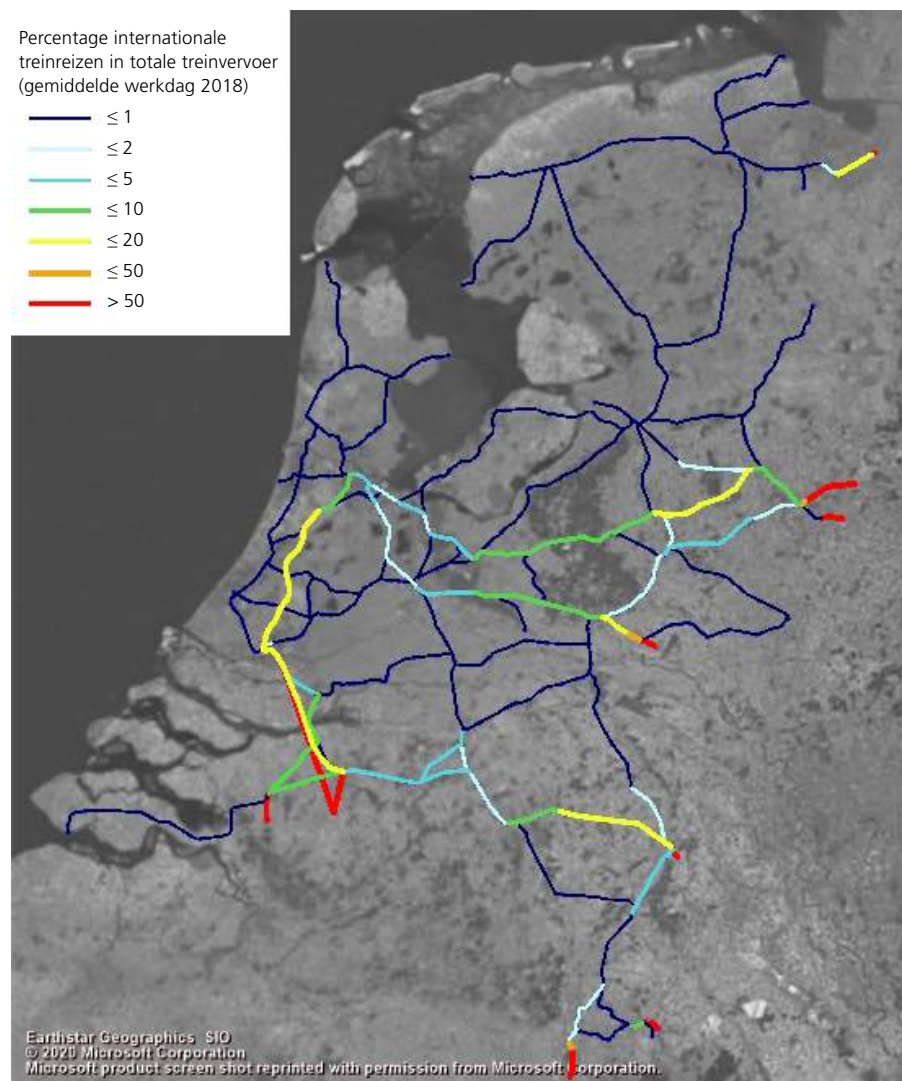 Percentage internationale
treinreizen in totale treinvervoer
(gemiddelde werkdag 2018)
≤ 1
≤ 2
≤ 5
≤ 10
≤ 20
≤ 50
> 50
Earthstar Geographics SIO
© 2020 Microsoft Corporation
Microsoft product screen shot reprinted with permission from Microsoft Corporation.